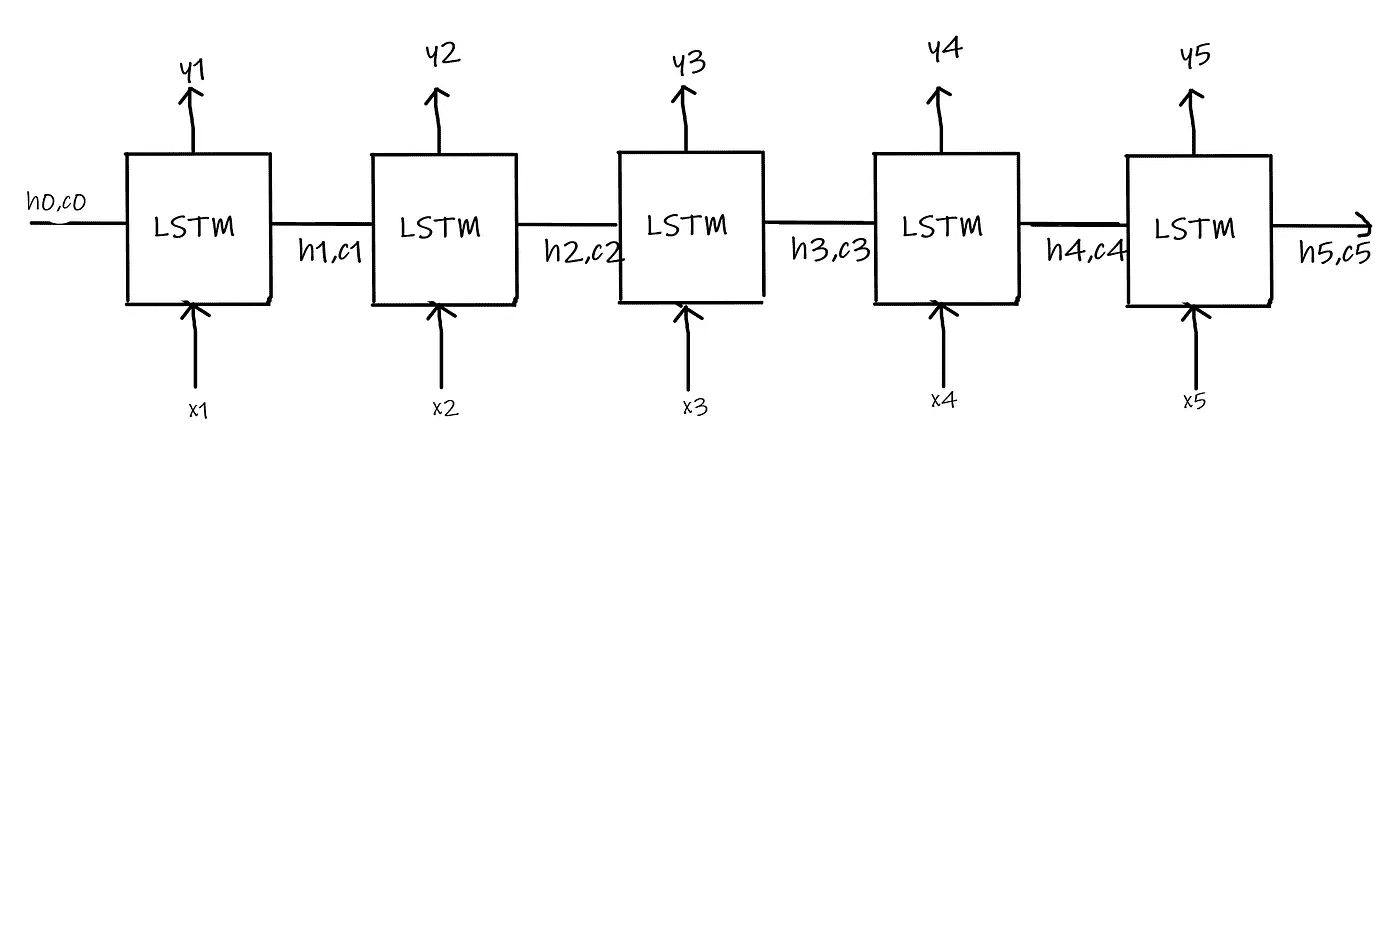 y1 y2 y3 y4 y5
h0,c0
LSTM LSTM LSTM LSTM LSTM
h1,c1 h2,c2 h3,c3 h4,c4 h5,c5
x1 x2 x3 x4 x5